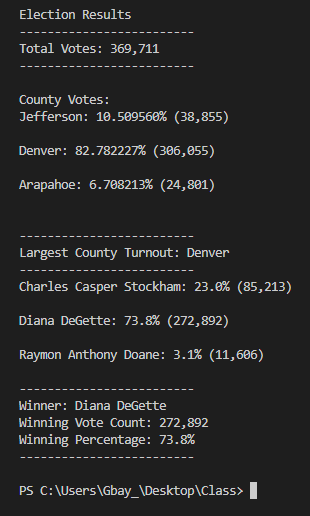 Election Results
-------------------------
Total Votes: 369,711
-------------------------
County Votes:
Jefferson: 10.509560% (38,855)
Denver: 82.782227% (306,055)
Arapahoe: 6.708213% (24,801)
-------------------------
Largest County Turnout: Denver
-------------------------
Charles Casper Stockham: 23.0% (85,213)
Diana DeGette: 73.8% (272,892)
Raymon Anthony Doane: 3.1% (11,606)
-------------------------
Winner: Diana DeGette
Winning Vote Count: 272,892
Winning Percentage: 73.8%
-------------------------
PS C:\Users\Gbay_\Desktop\Class>